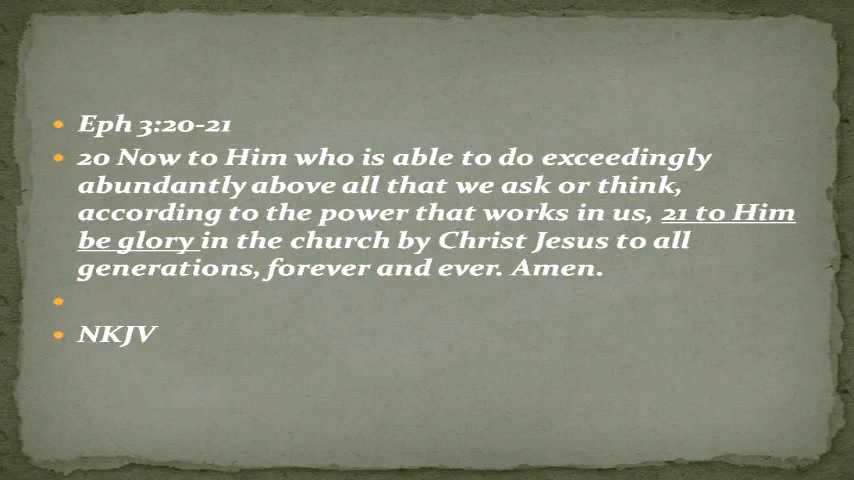 Eph 3:20-21
20 Now to Him who is able to do exceedingly
abundantly above all that we ask or think,
according to the power that works in us, 21 to Him
be glory in the church by Christ Jesus to all
generations, forever and ever. Amen.
NKJV